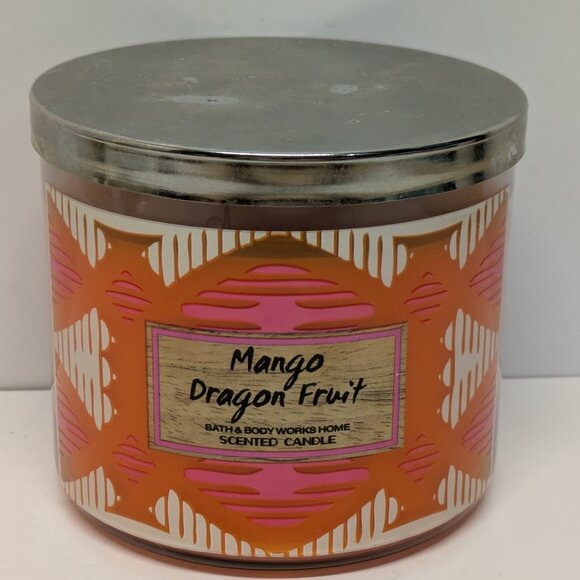 Mango
Dragon Fruit
BATH & BODY WORKS HOME
SCENTED CANDLE